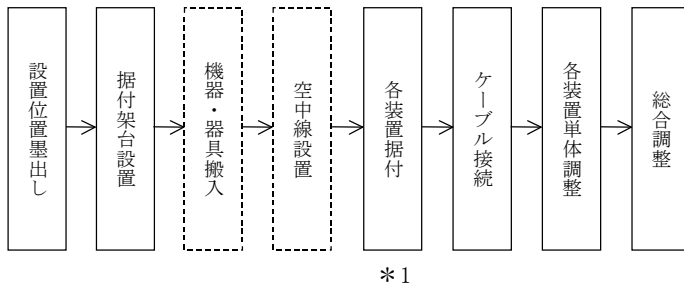 設置位置墨出し
据付架台設置
機器・器具搬入
空中線設置
各装置据付
ケーブル接続
各装置単体調整
総合調整
＊1